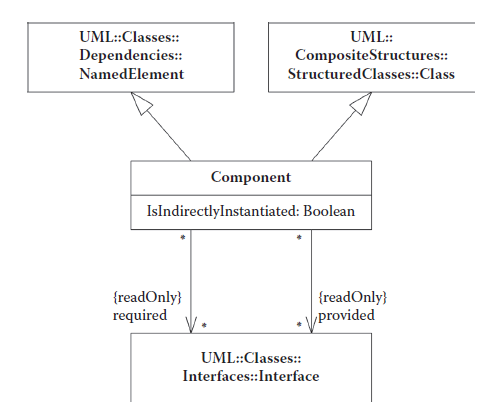 UML::Classes::
Dependencies::
NamedElement
UML::
CompositeStructures::
StructuredClasses::Class
Component
IsIndirectlyInstantiated: Boolean
* *
{readOnly} {readOnly}
required provided
* *
UML::Classes::
Interfaces::Interface